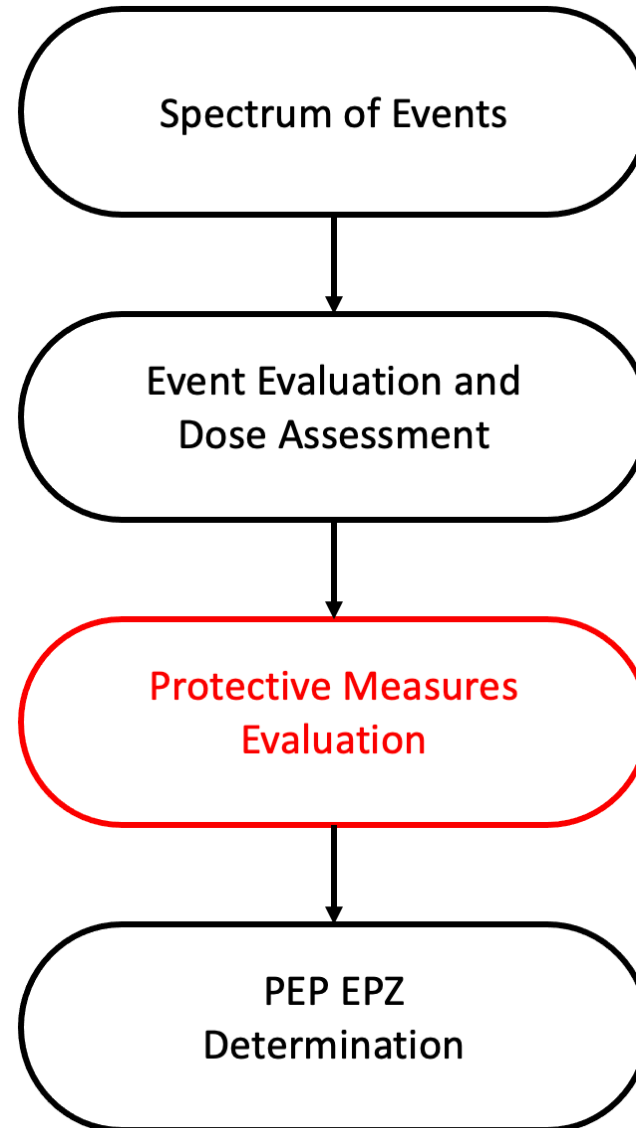 Spectrum of Events
Event Evaluation and
Dose Assessment
Protective Measures
Evaluation
PEP EPZ
Determination